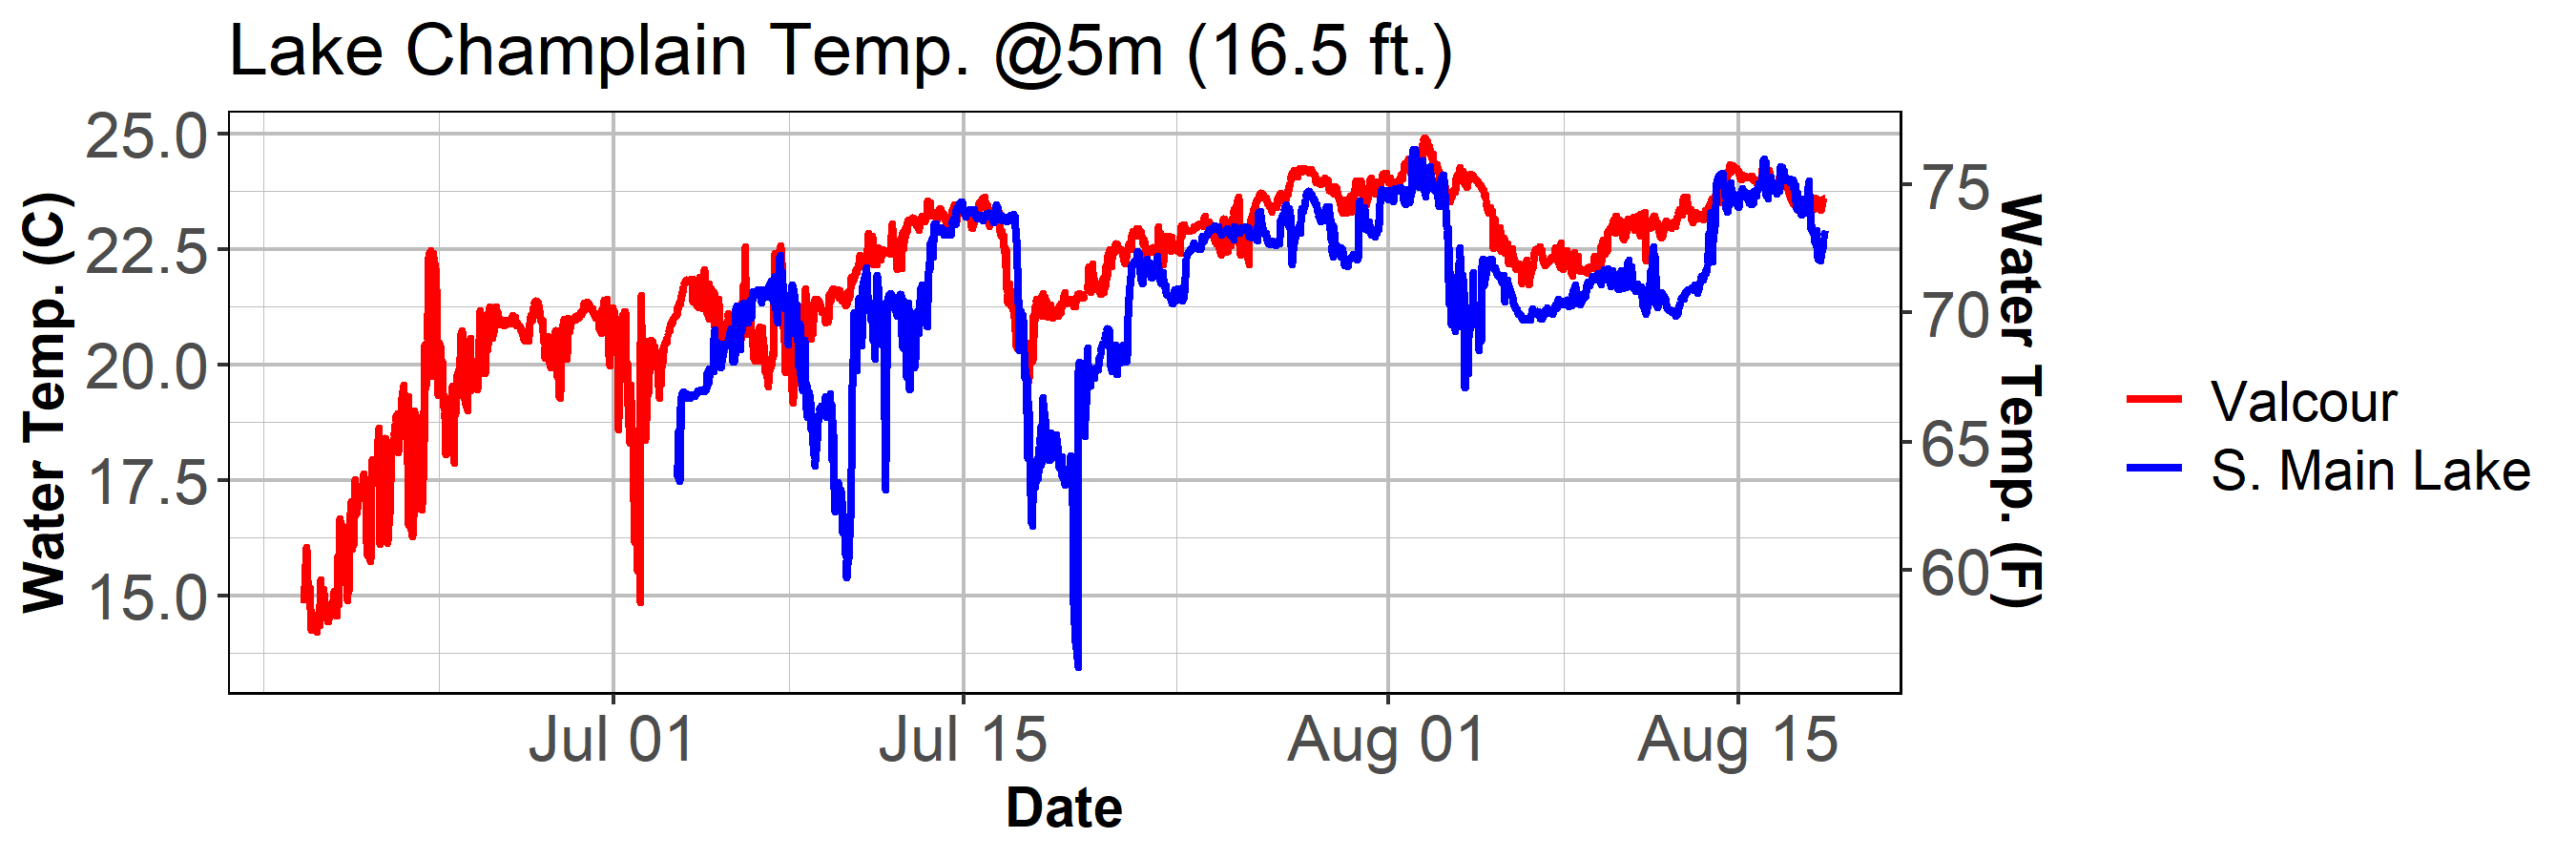 Lake Champlain Temp. @5m (16.5 ft.)
Water Temp. (C)
25.0
22.5
20.0
17.5
15.0
75
70
65
60
Water Temp. (F)
Jul 01
Jul 15
Aug 01
Aug 15
Date
Valcour
S. Main Lake